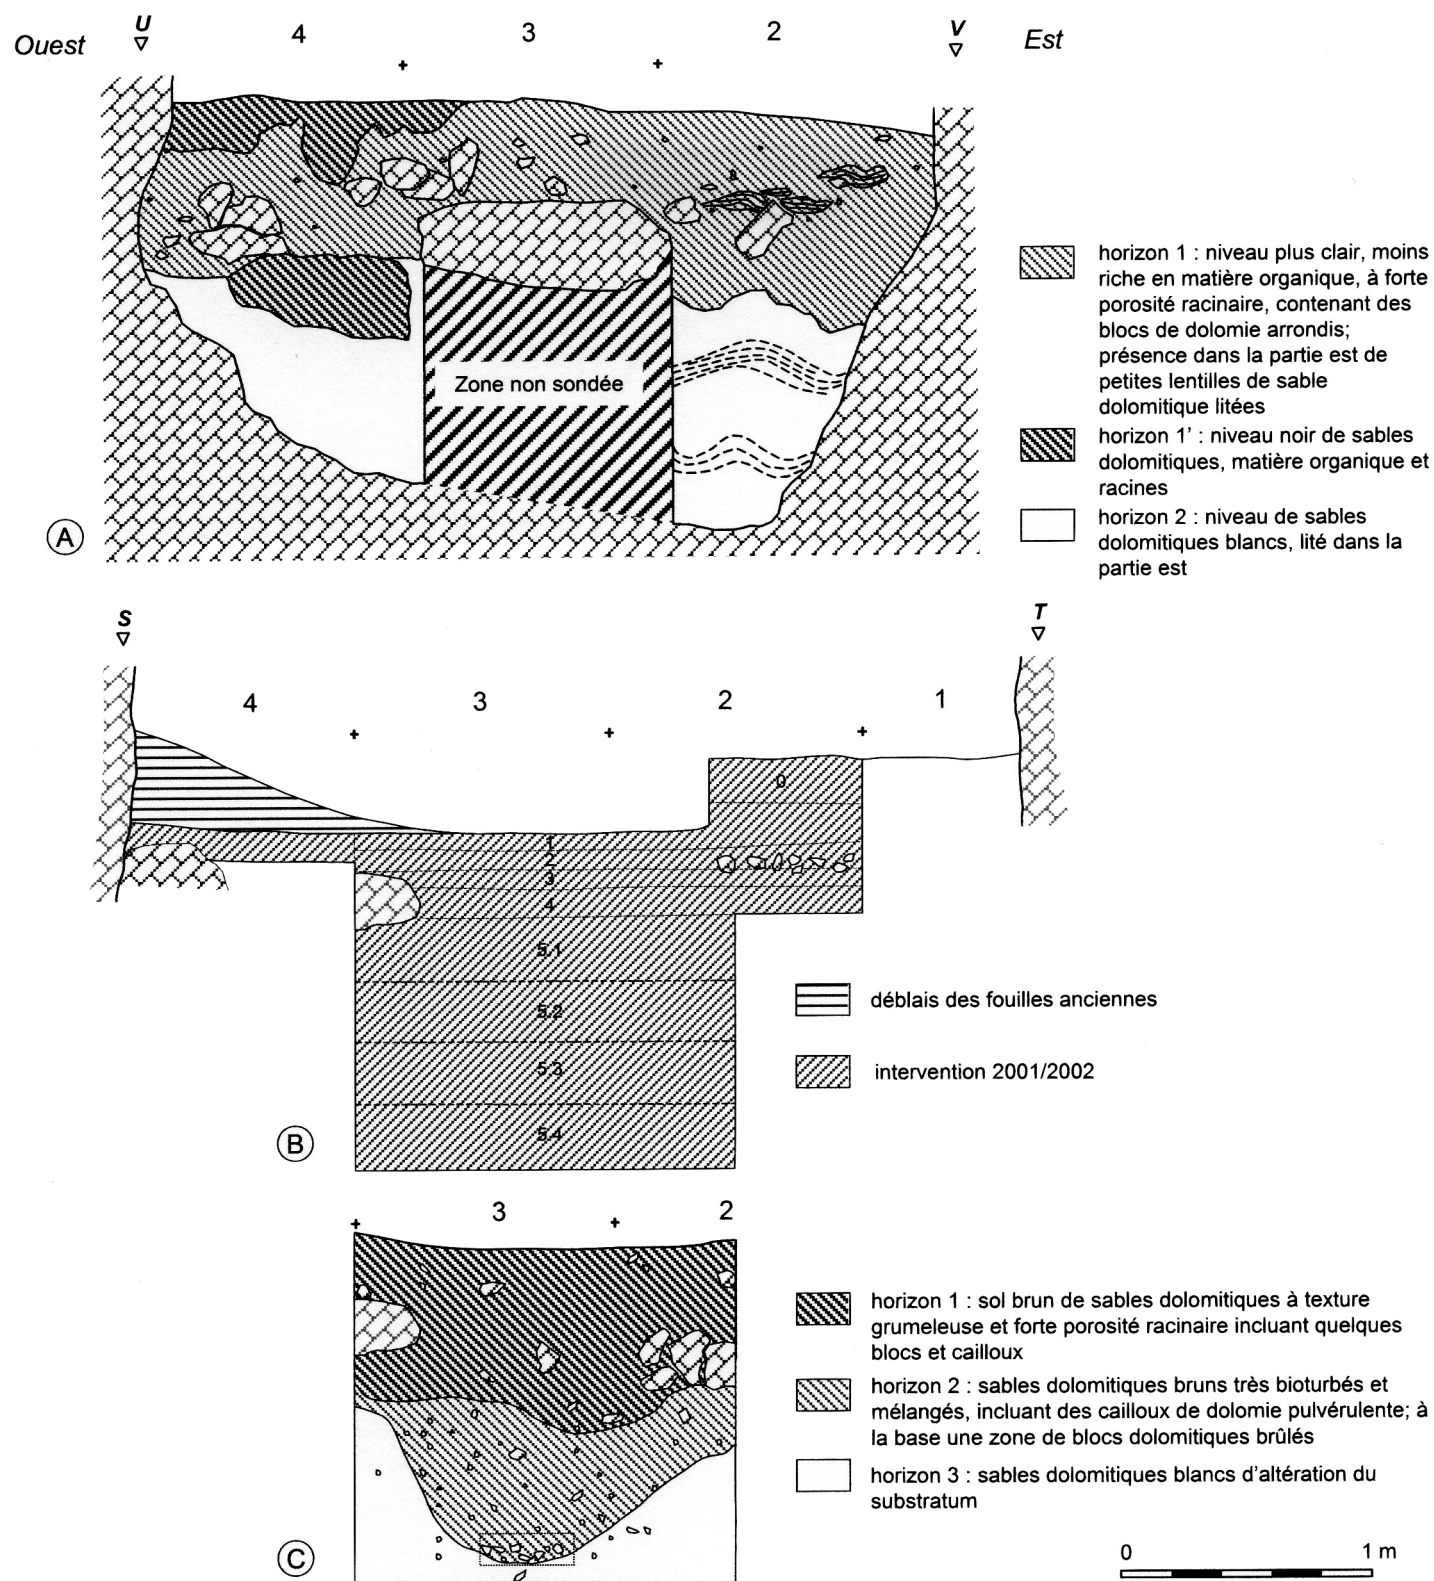 Ouest U 4 3 2 V Est
horizon 1 : niveau plus clair, moins
riche en matière organique, à forte
porosité racinaire, contenant des
blocs de dolomie arrondis;
présence dans la partie est de
petites lentilles de sable
dolomitique litées
Zone non sondée
horizon 1' : niveau noir de sables
dolomitiques, matière organique et
racines
horizon 2 : niveau de sables
dolomitiques blancs, lité dans la
partie est
A
S T
4 3 2 1
0
1
2
3
4
5.1
5.2
5.3
5.4
déblais des fouilles anciennes
intervention 2001/2002
B
3 2
horizon 1 : sol brun de sables dolomitiques à texture
grumeleuse et forte porosité racinaire incluant quelques
blocs et cailloux
horizon 2 : sables dolomitiques bruns très bioturbés et
mélangés, incluant des cailloux de dolomie pulvérulente; à
la base une zone de blocs dolomitiques brûlés
horizon 3 : sables dolomitiques blancs d'altération du
substratum
C
0 1 m